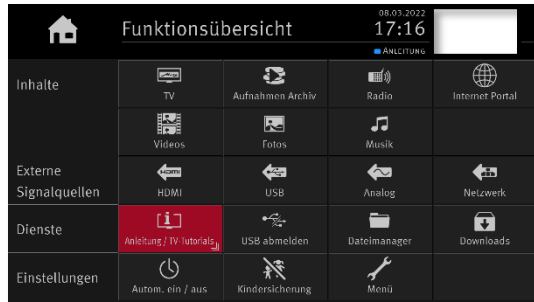 Funktionsübersicht
08.03.2022
17:16
ANLEITUNG
Inhalte
TV
Aufnahmen Archiv
Radio
Internet Portal
Videos
Fotos
Musik
Externe
Signalquellen
HDMI
HDMI
USB
Analog
Netzwerk
Dienste
Anleitung / TV-Tutorials
USB abmelden
Dateimanager
Downloads
Einstellungen
Autom. ein / aus
Kindersicherung
Menü